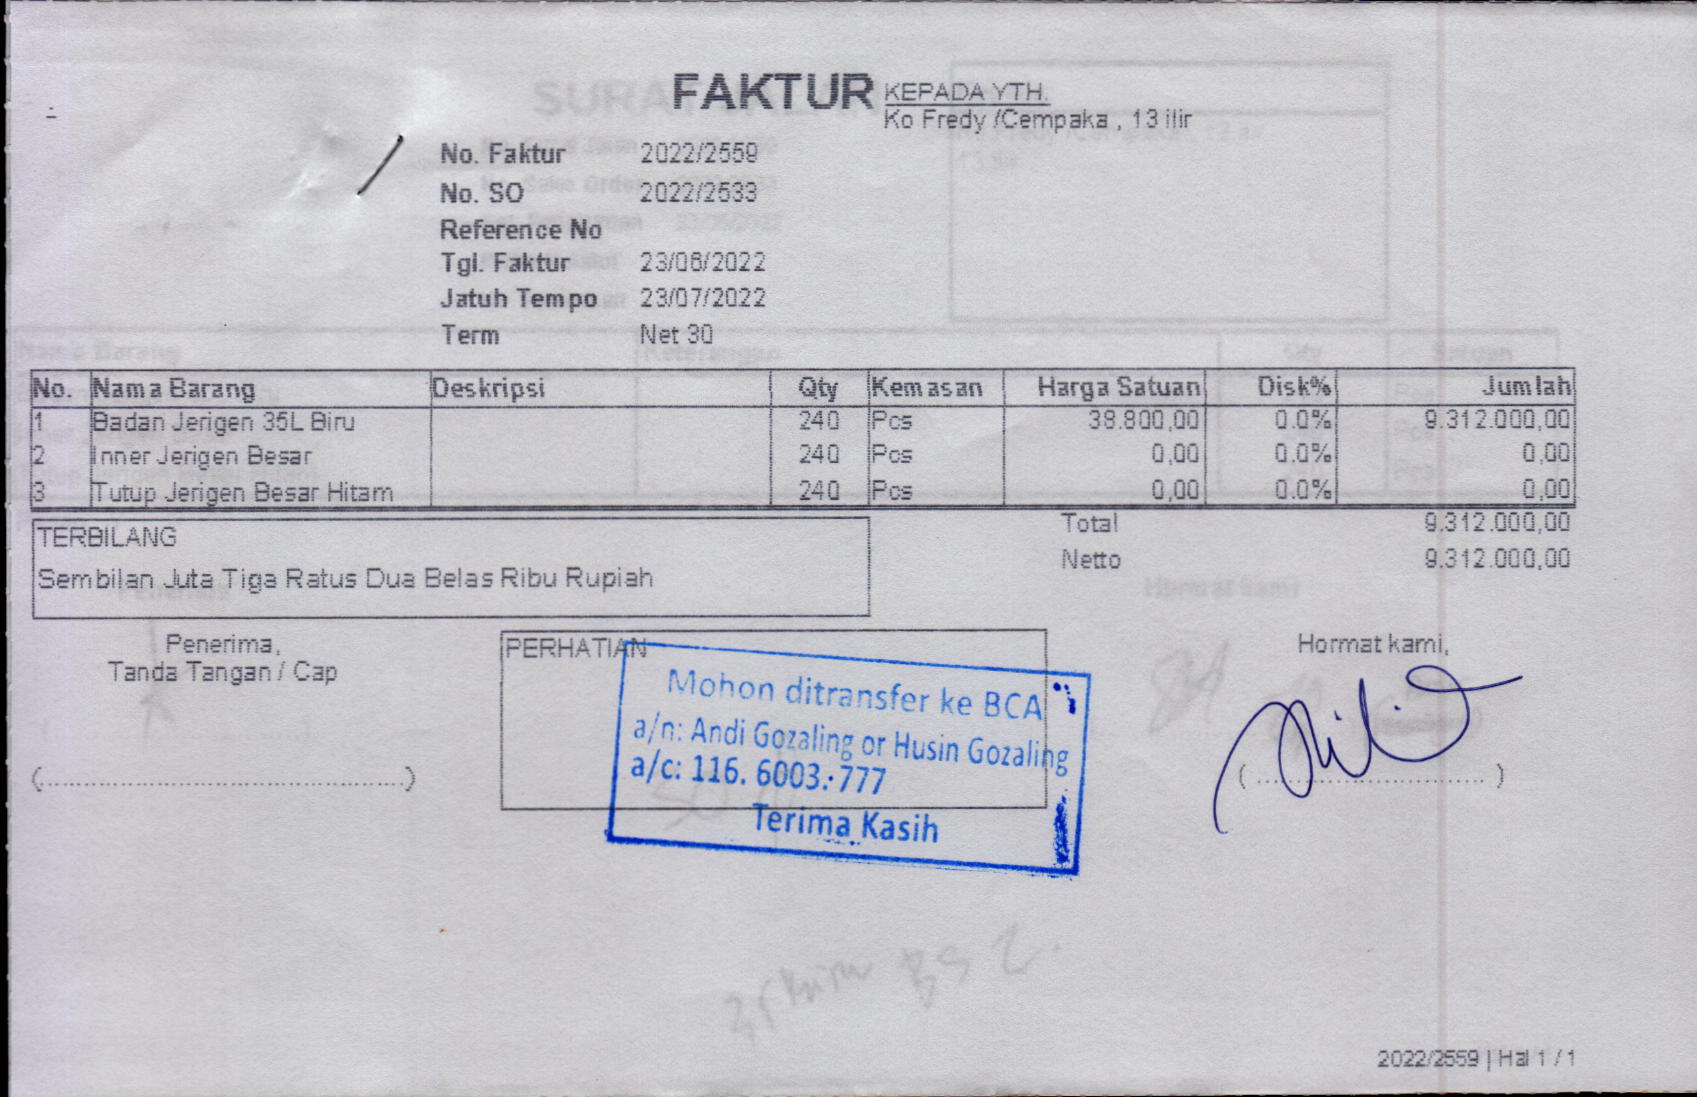 FAKTUR
KEPADA YTH.
Ko Fredy /Cempaka , 13 ilir
No. Faktur 2022/2559
No. SO 2022/2533
Reference No
Tgl. Faktur 23/06/2022
Jatuh Tempo 23/07/2022
Term Net 30
No. Nama Barang Deskripsi Qty Kemasan Harga Satuan Disk% Jumlah
1 Badan Jerigen 35L Biru 240 Pcs 38.800,00 0.0% 9.312.000,00
2 Inner Jerigen Besar 240 Pcs 0,00 0.0% 0,00
3 Tutup Jerigen Besar Hitam 240 Pcs 0,00 0.0% 0,00
Total 9.312.000,00
Netto 9.312.000,00
TERBILANG
Sembilan Juta Tiga Ratus Dua Belas Ribu Rupiah
Penerima,
Tanda Tangan / Cap
(........................................)
PERHATIAN
Mohon ditransfer ke BCA
a/n: Andi Gozaling or Husin Gozaling
a/c: 116. 6003.777
Terima Kasih
Hormat kami,
(........................................)
2022/2559 | Hal 1 / 1